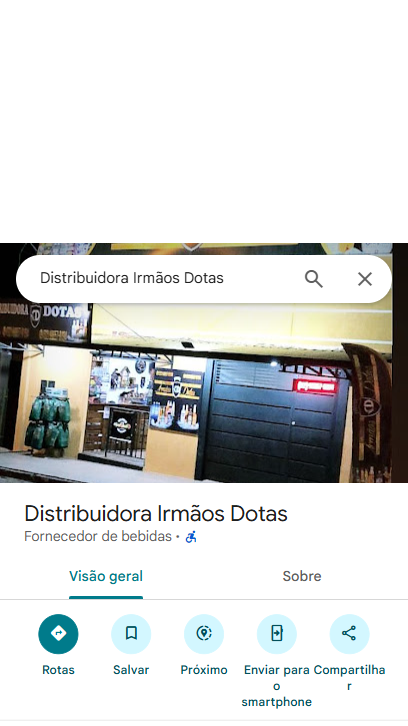 Distribuidora Irmãos Dotas
DOTAS
Distribuidora Irmãos Dotas
Fornecedor de bebidas ·
Visão geral
Sobre
Rotas
Salvar
Próximo
Enviar para
o
smartphone
Compartilha
r